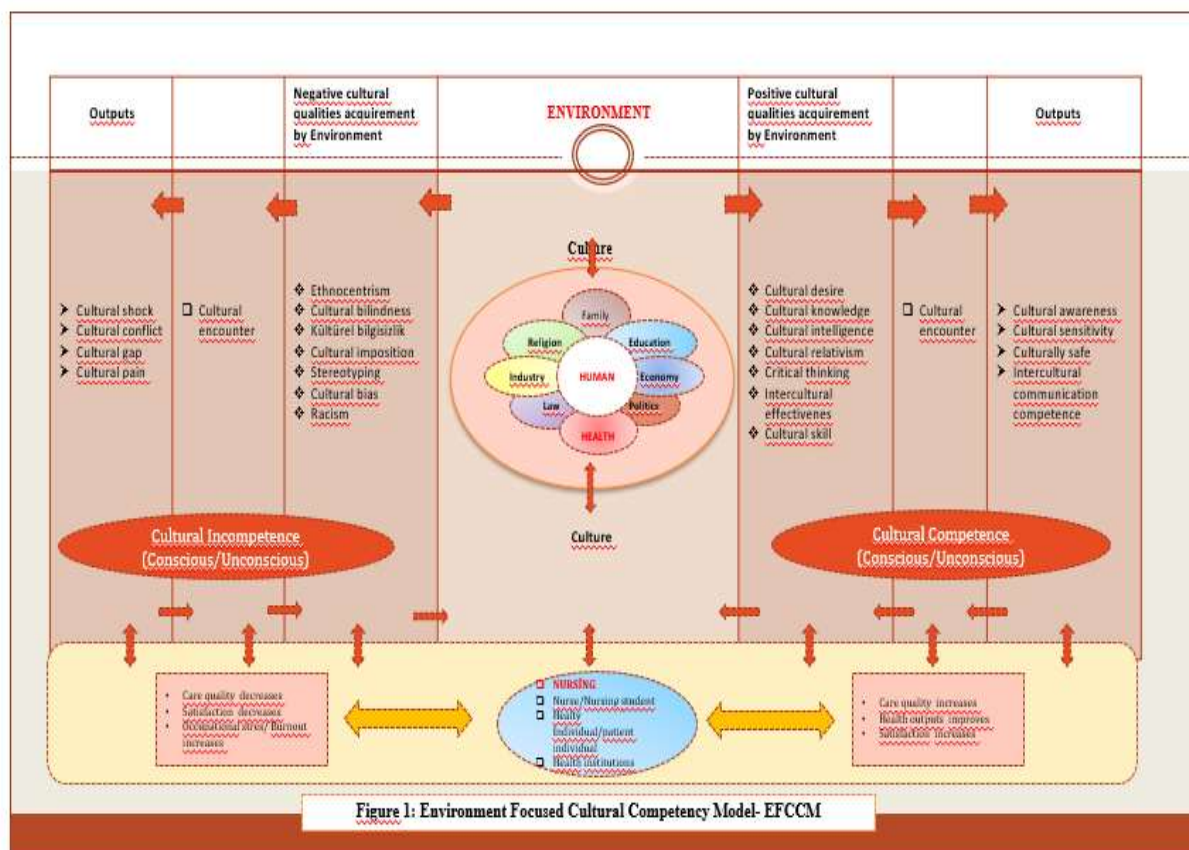 Outputs
Negative cultural
qualities acquirement
by Environment
ENVIRONMENT
Positive cultural
qualities acquirement
by Environment
Outputs
➢ Cultural shock
➢ Cultural conflict
➢ Cultural gap
➢ Cultural pain
❑ Cultural
encounter
❖ Ethnocentrism
❖ Cultural bilindness
❖ Kültürel bilgisizlik
❖ Cultural imposition
❖ Stereotyping
❖ Cultural bias
❖ Racism
Culture
Family
Religion
Education
Industry
HUMAN
Economy
Law
Politics
HEALTH
Culture
❖ Cultural desire
❖ Cultural knowledge
❖ Cultural intelligence
❖ Cultural relativism
❖ Critical thinking
❖ Intercultural
effectivenes
❖ Cultural skill
❑ Cultural
encounter
➢ Cultural awareness
➢ Cultural sensitivity
➢ Culturally safe
➢ Intercultural
communication
competence
Cultural Incompetence
(Conscious/Unconscious)
Cultural Competence
(Conscious/Unconscious)
• Care quality decreases
• Satisfaction decreases
• Occupational stres/ Burnout
increases
❑ NURSİNG
❑ Nurse/Nursing student
❑ Healty
Individual/patient
individual
❑ Health institutions
• Care quality increases
• Health outputs improves
• Satisfaction increases
Figure 1: Environment Focused Cultural Competency Model- EFCCM